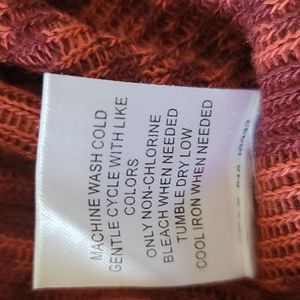 MACHINE WASH COLD
GENTLE CYCLE WITH LIKE
COLORS
ONLY NON-CHLORINE
BLEACH WHEN NEEDED
TUMBLE DRY LOW
COOL IRON WHEN NEEDED